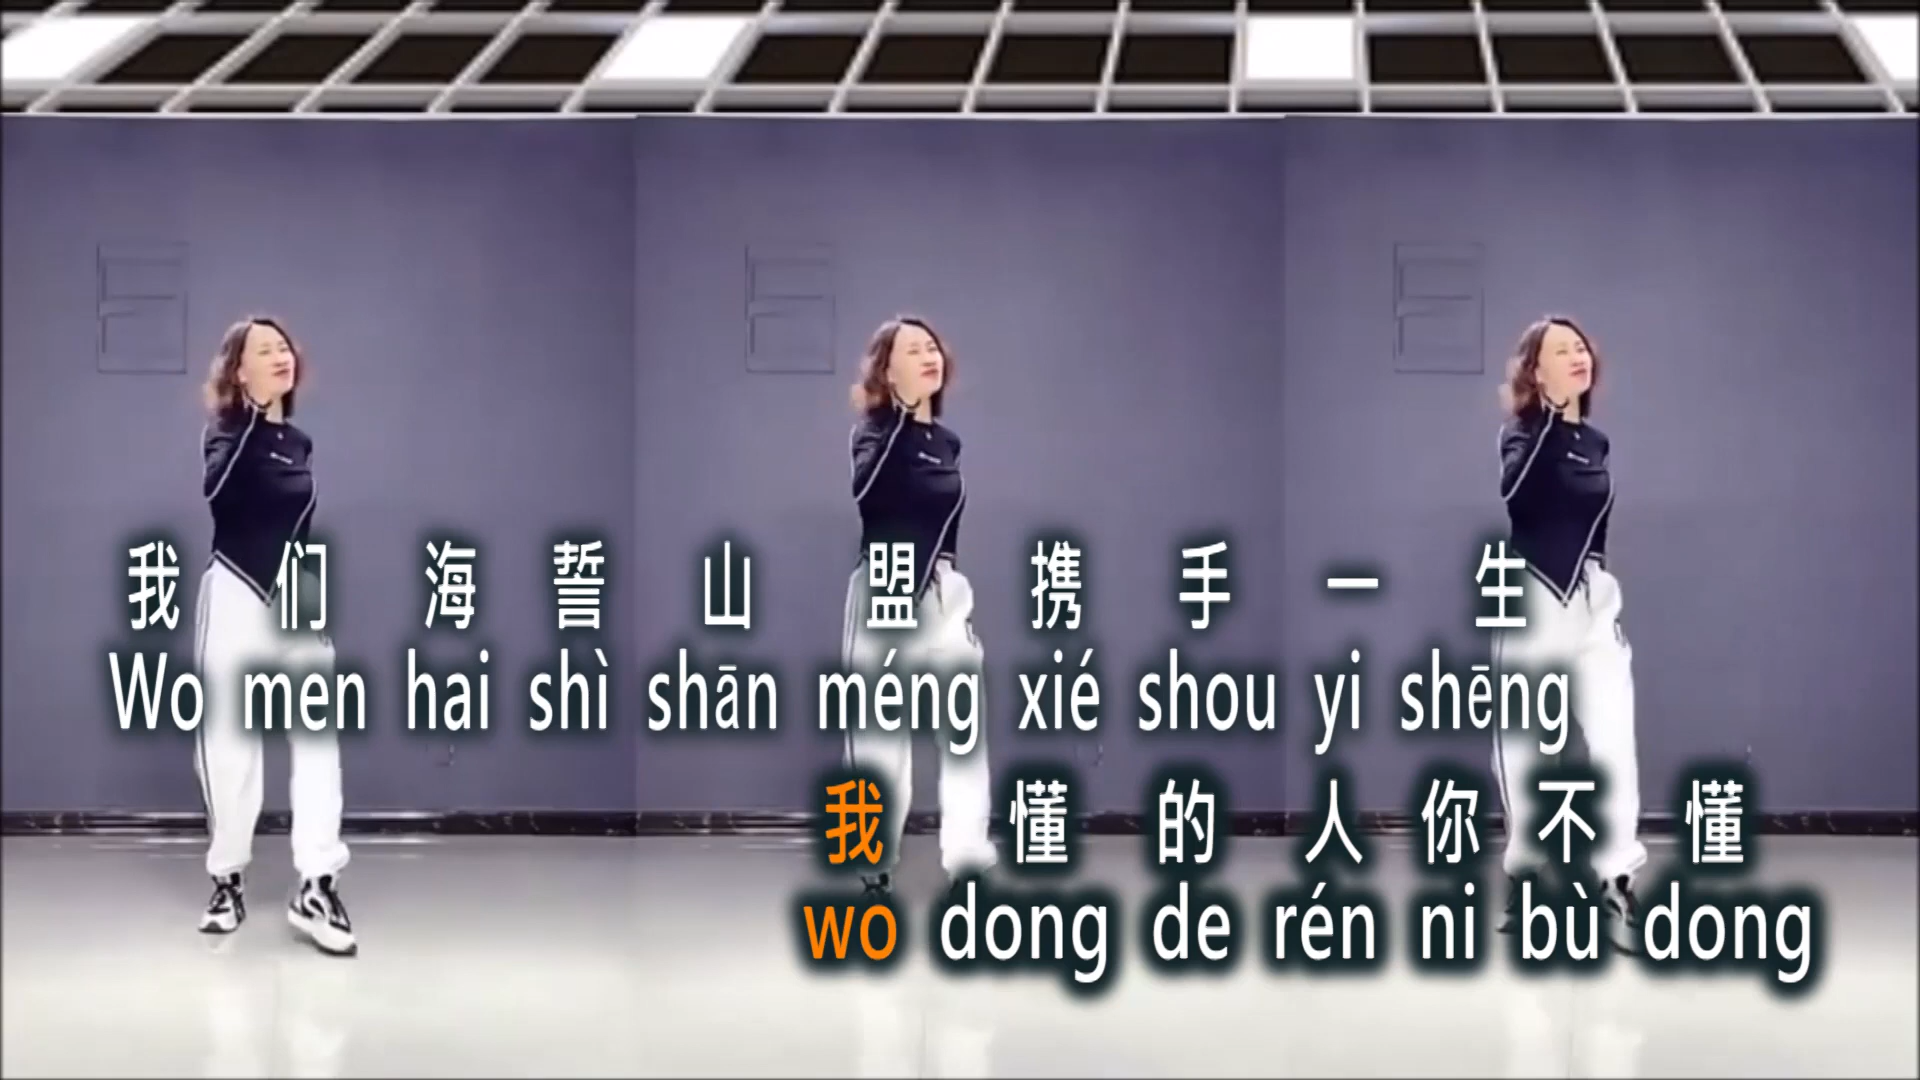 我们海誓山盟携手一生
Wo men hai shì shān méng xié shou yi shēng
我懂的人你不懂
wo dong de rén ni bù dong